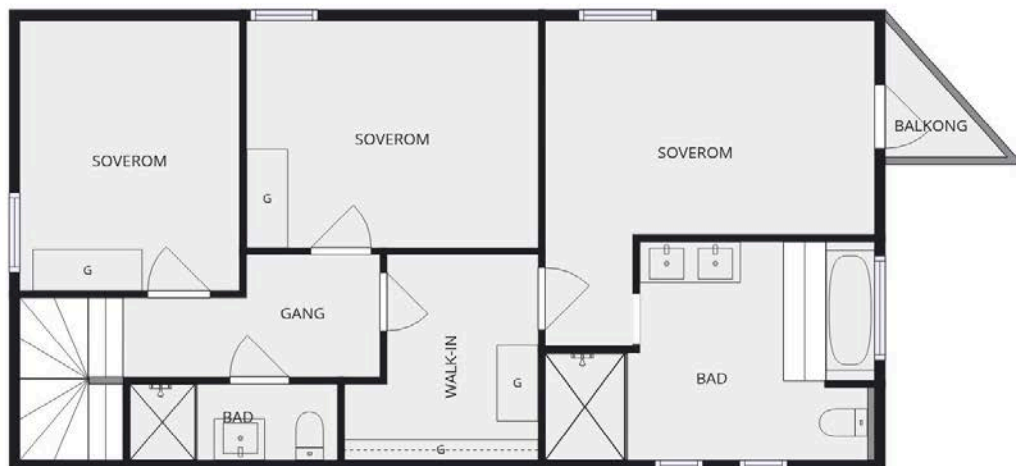 BALKONG
SOVEROM
SOVEROM
SOVEROM
G
G
GANG
WALK-IN
G
BAD
BAD
G